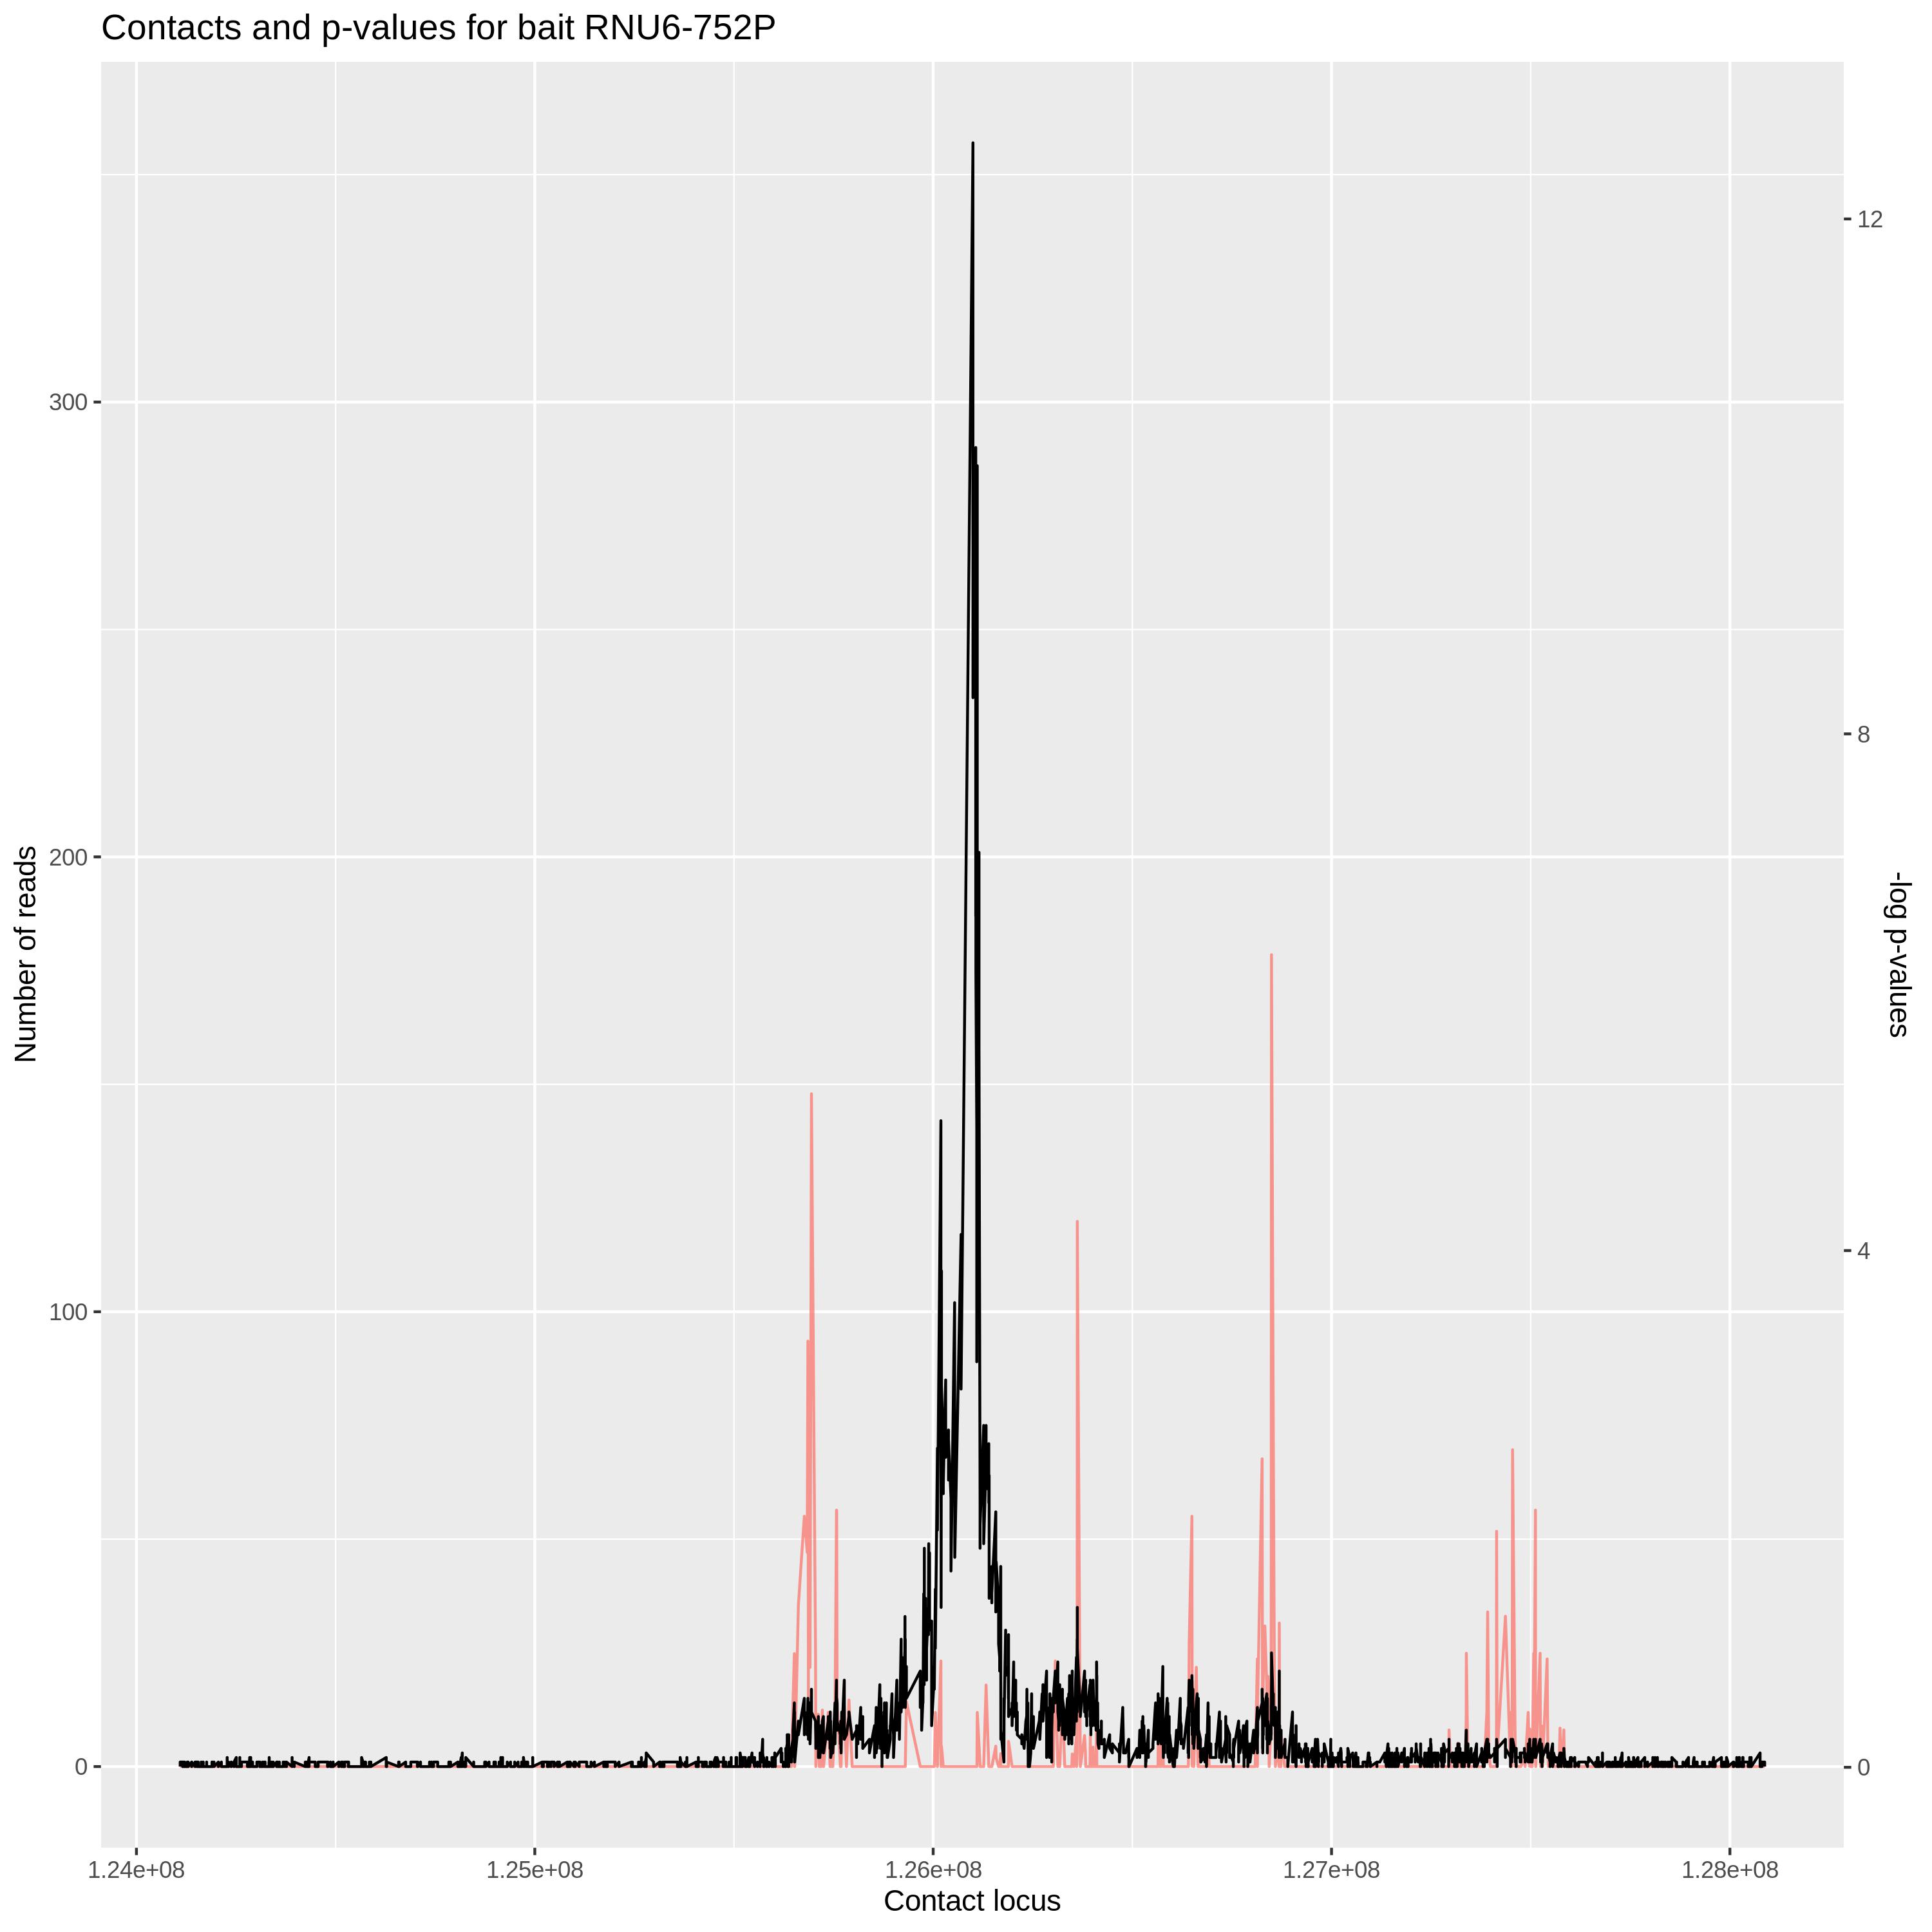 Contacts and p-values for bait RNU6-752P
Number of reads
300
200
100
0
12
8
4
0
-log p-values
1.24e+08
1.25e+08
1.26e+08
1.27e+08
1.28e+08
Contact locus